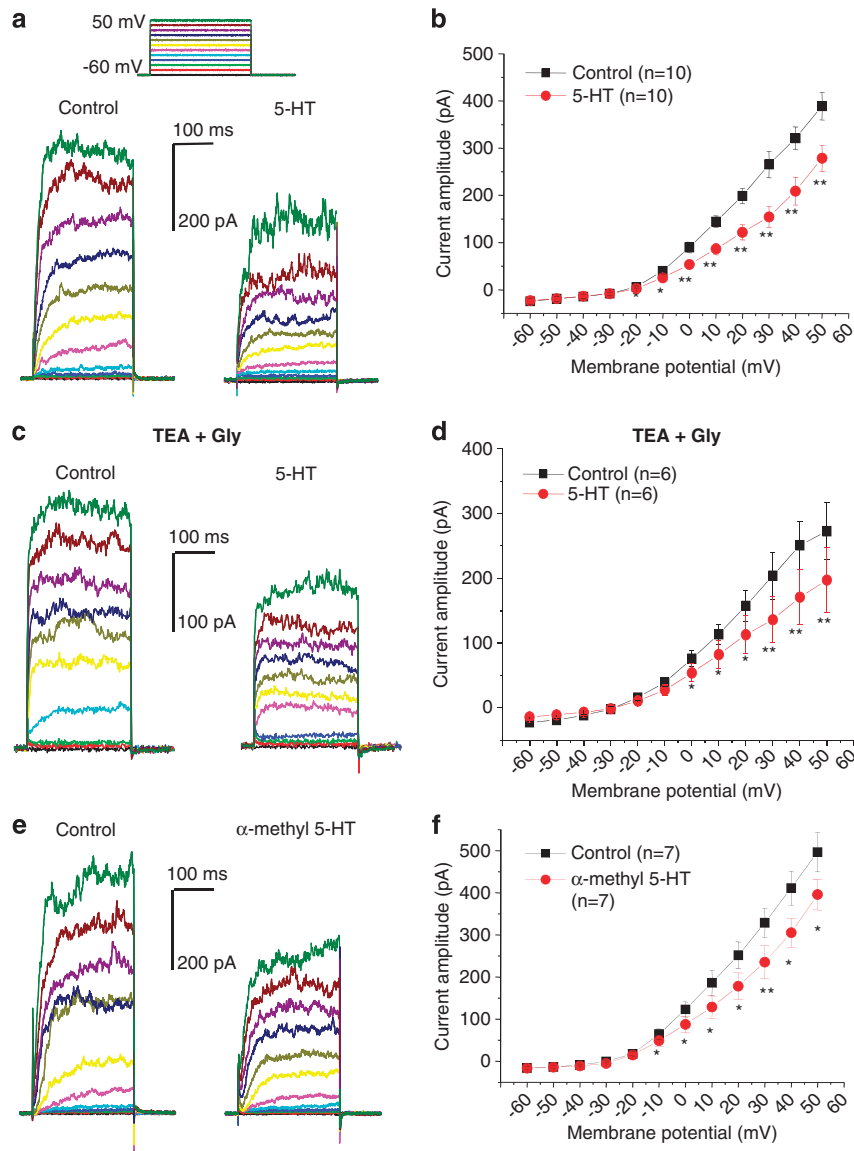 a
50 mV
-60 mV
Control
5-HT
100 ms
200 pA
b
Control (n=10)
5-HT (n=10)
Current amplitude (pA)
500
400
300
200
100
0
** ** ** ** ** ** * *
-60 -50 -40 -30 -20 -10 0 10 20 30 40 50 60
Membrane potential (mV)
c
TEA + Gly
Control
5-HT
100 ms
100 pA
d
TEA + Gly
Control (n=6)
5-HT (n=6)
Current amplitude (pA)
400
300
200
100
0
* * * ** ** **
-60 -50 -40 -30 -20 -10 0 10 20 30 40 50 60
Membrane potential (mV)
e
Control
α-methyl 5-HT
100 ms
200 pA
f
Control (n=7)
α-methyl 5-HT
(n=7)
Current amplitude (pA)
500
400
300
200
100
0
* * * * ** * *
-60 -50 -40 -30 -20 -10 0 10 20 30 40 50 60
Membrane potential (mV)